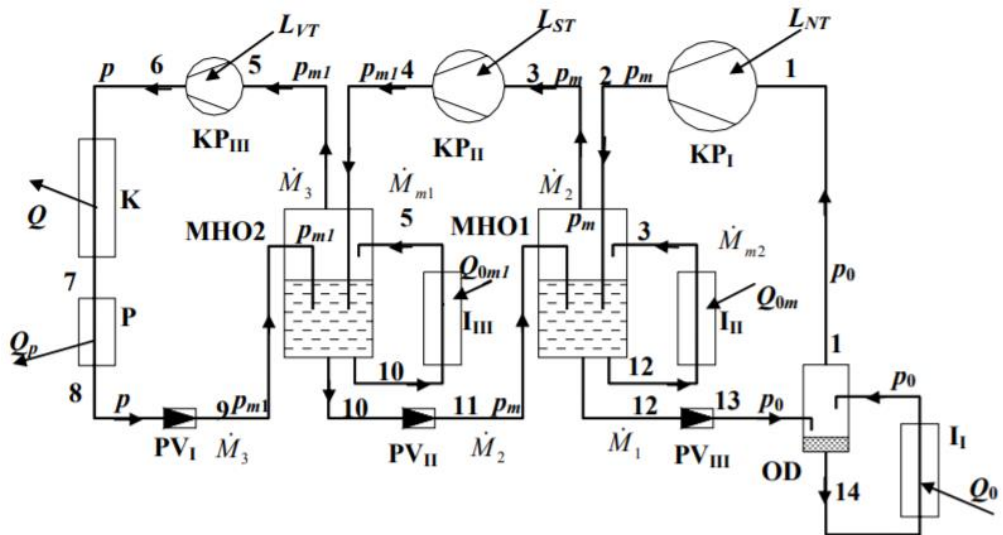 L_VT L_ST L_NT
p 6 5 p_m1 p_m1 4 3 p_m 2 p_m 1
KP_III KP_II KP_I
Ṁ_3 Ṁ_m1 Ṁ_2
Q K 5 p_m 3 Ṁ_m2
MHO2 p_m1 MHO1
7 Q_0m1 Q_0m p_0
P I_III I_II
Q_p 1
8 10 12 p_0
p 9 p_m1 10 11 p_m 12 13 p_0 I_I
PV_I Ṁ_3 PV_II Ṁ_2 Ṁ_1 PV_III OD
14 Q_0